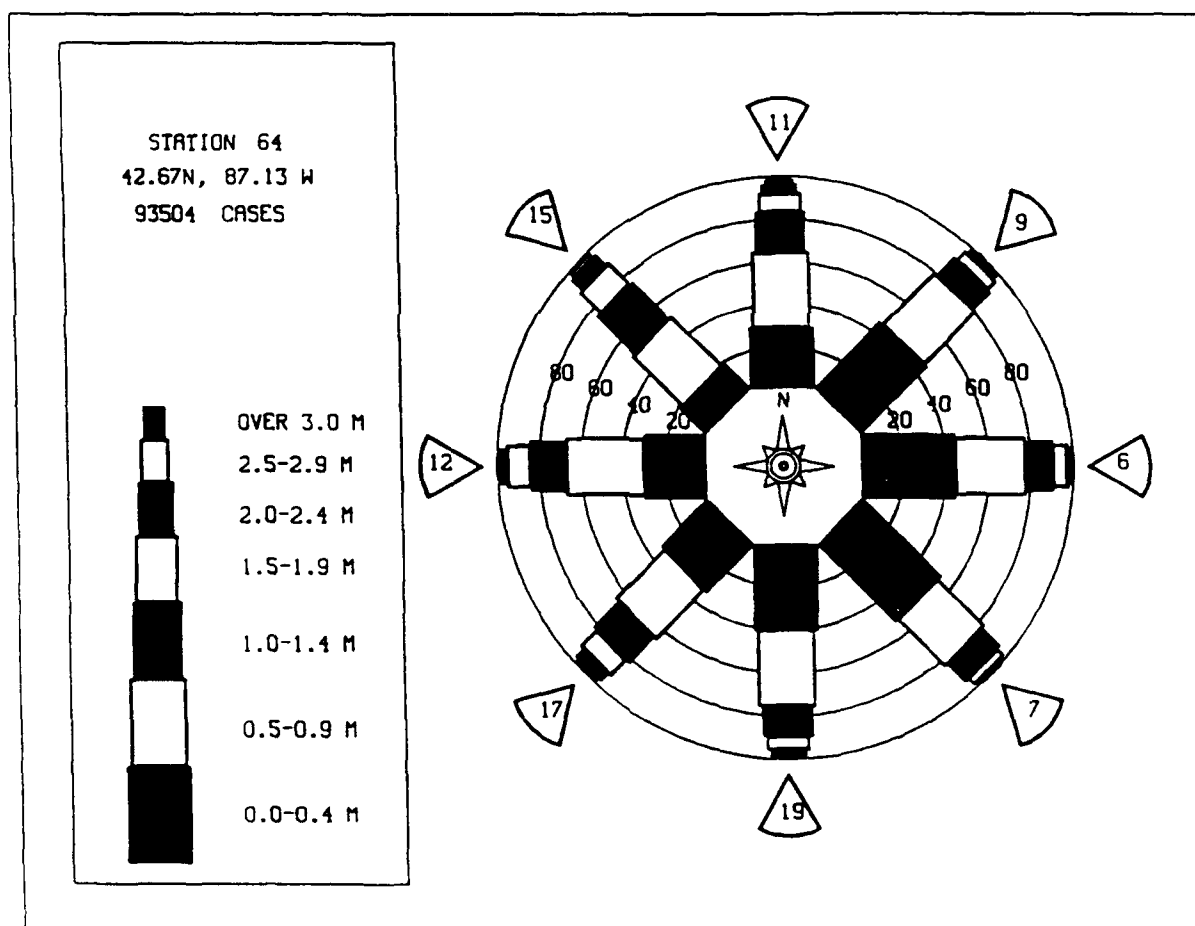 STATION 64
42.67N, 87.13 W
93504 CASES
OVER 3.0 M
2.5-2.9 M
2.0-2.4 M
1.5-1.9 M
1.0-1.4 M
0.5-0.9 M
0.0-0.4 M
11
15
9
80
60
40
20
N
20
40
60
80
12
6
17
7
19